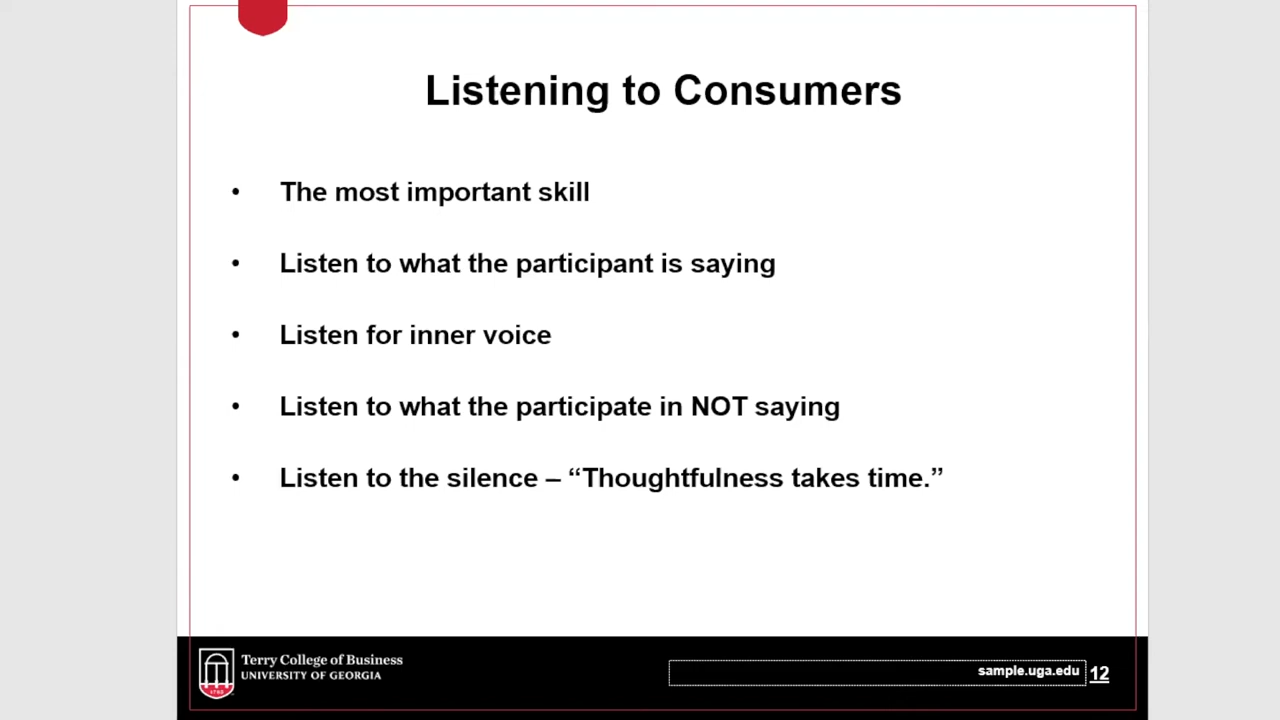 Listening to Consumers
• The most important skill
• Listen to what the participant is saying
• Listen for inner voice
• Listen to what the participate in NOT saying
• Listen to the silence – “Thoughtfulness takes time.”
Terry College of Business
UNIVERSITY OF GEORGIA
1785
sample.uga.edu 12